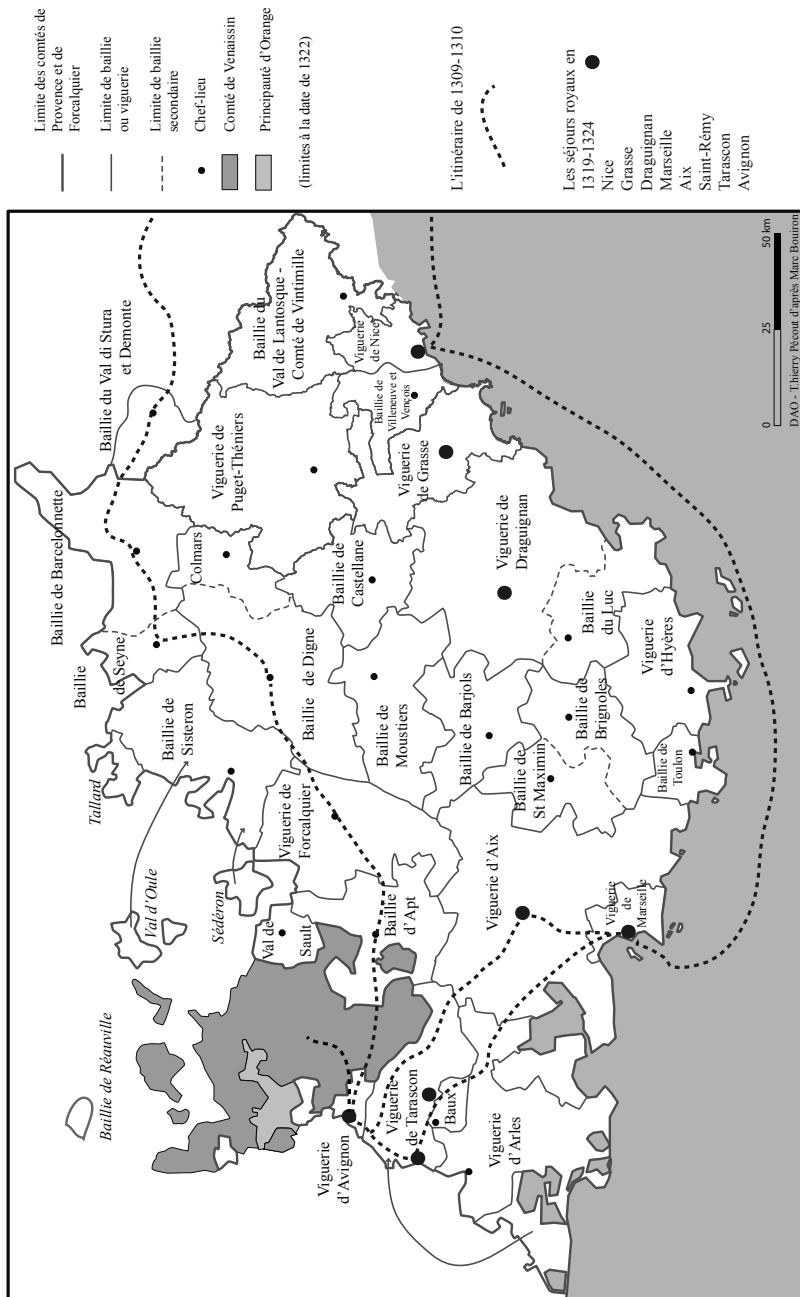 Limite des comtés de
Provence et de
Forcalquier
Limite de baillie
ou viguerie
Limite de baillie
secondaire
Chef-lieu
Comté de Venaissin
Principauté d'Orange
(limites à la date de 1322)
L'itinéraire de 1309-1310
Les séjours royaux en
1319-1324
Nice
Grasse
Draguignan
Marseille
Aix
Saint-Rémy
Tarascon
Avignon
Baillie de Réauville
Val d'Oule
Tallard
Sédéron
Baillie de Barcelonnette
Baillie du Val di Stura
et Demonte
Baillie
de Seyne
Baillie de
Sisteron
Colmars
Baillie du
Val de Lantosque -
Comté de Vintimille
Viguerie de
Puget-Théniers
Viguerie
de Nice
Baillie de
Villeneuve et
Vençois
Viguerie
de Grasse
Baillie de
Castellane
Baillie de Digne
Viguerie de
Forcalquier
Val de
Sault
Baillie
d'Apt
Baillie de
Moustiers
Viguerie
d'Avignon
Viguerie
de Tarascon
Baux
Viguerie
d'Arles
Viguerie d'Aix
Baillie de Barjols
Viguerie de
Draguignan
Baillie de
St Maximin
Baillie de
Brignoles
Baillie
du Luc
Viguerie
de
Marseille
Baillie de
Toulon
Viguerie
d'Hyères
0
25
50 km
DAO - T.hierry Pécout d'après Marc Bouiron